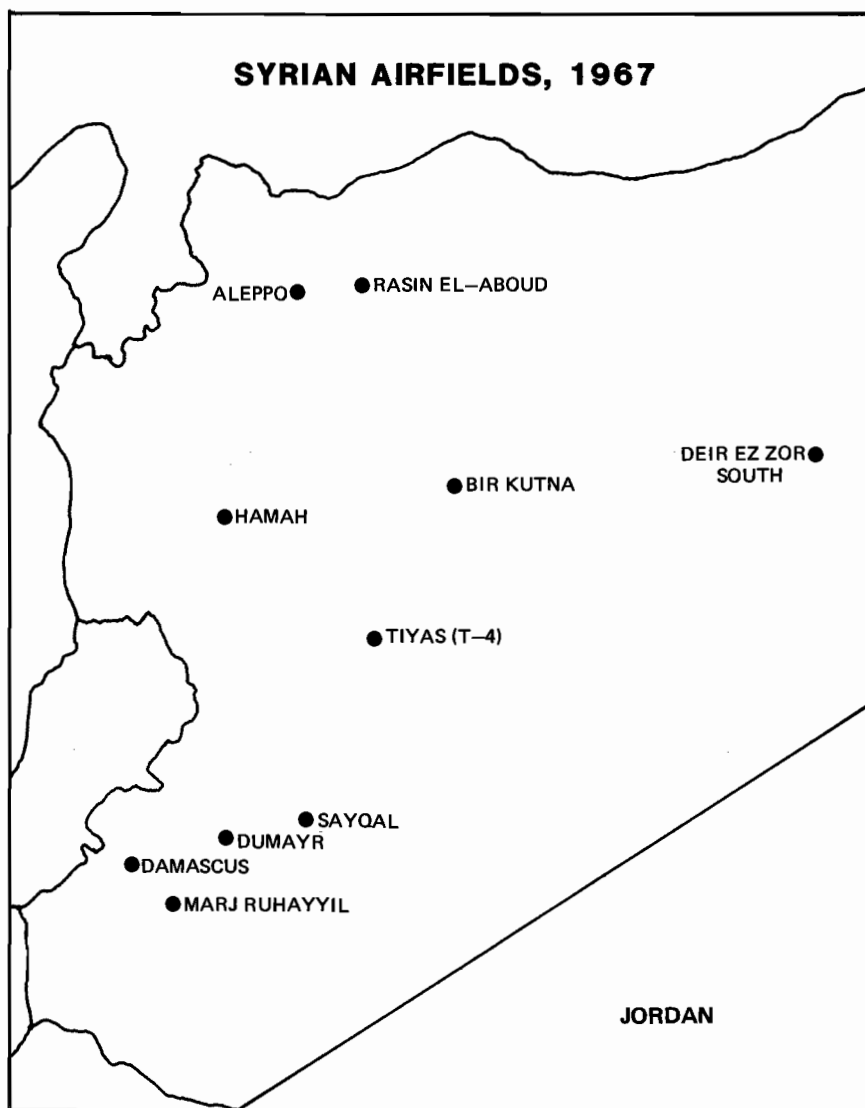 SYRIAN AIRFIELDS, 1967
ALEPPO
RASIN EL–ABOUD
DEIR EZ ZOR
SOUTH
BIR KUTNA
HAMAH
TIYAS (T–4)
SAYQAL
DUMAYR
DAMASCUS
MARJ RUHAYYIL
JORDAN